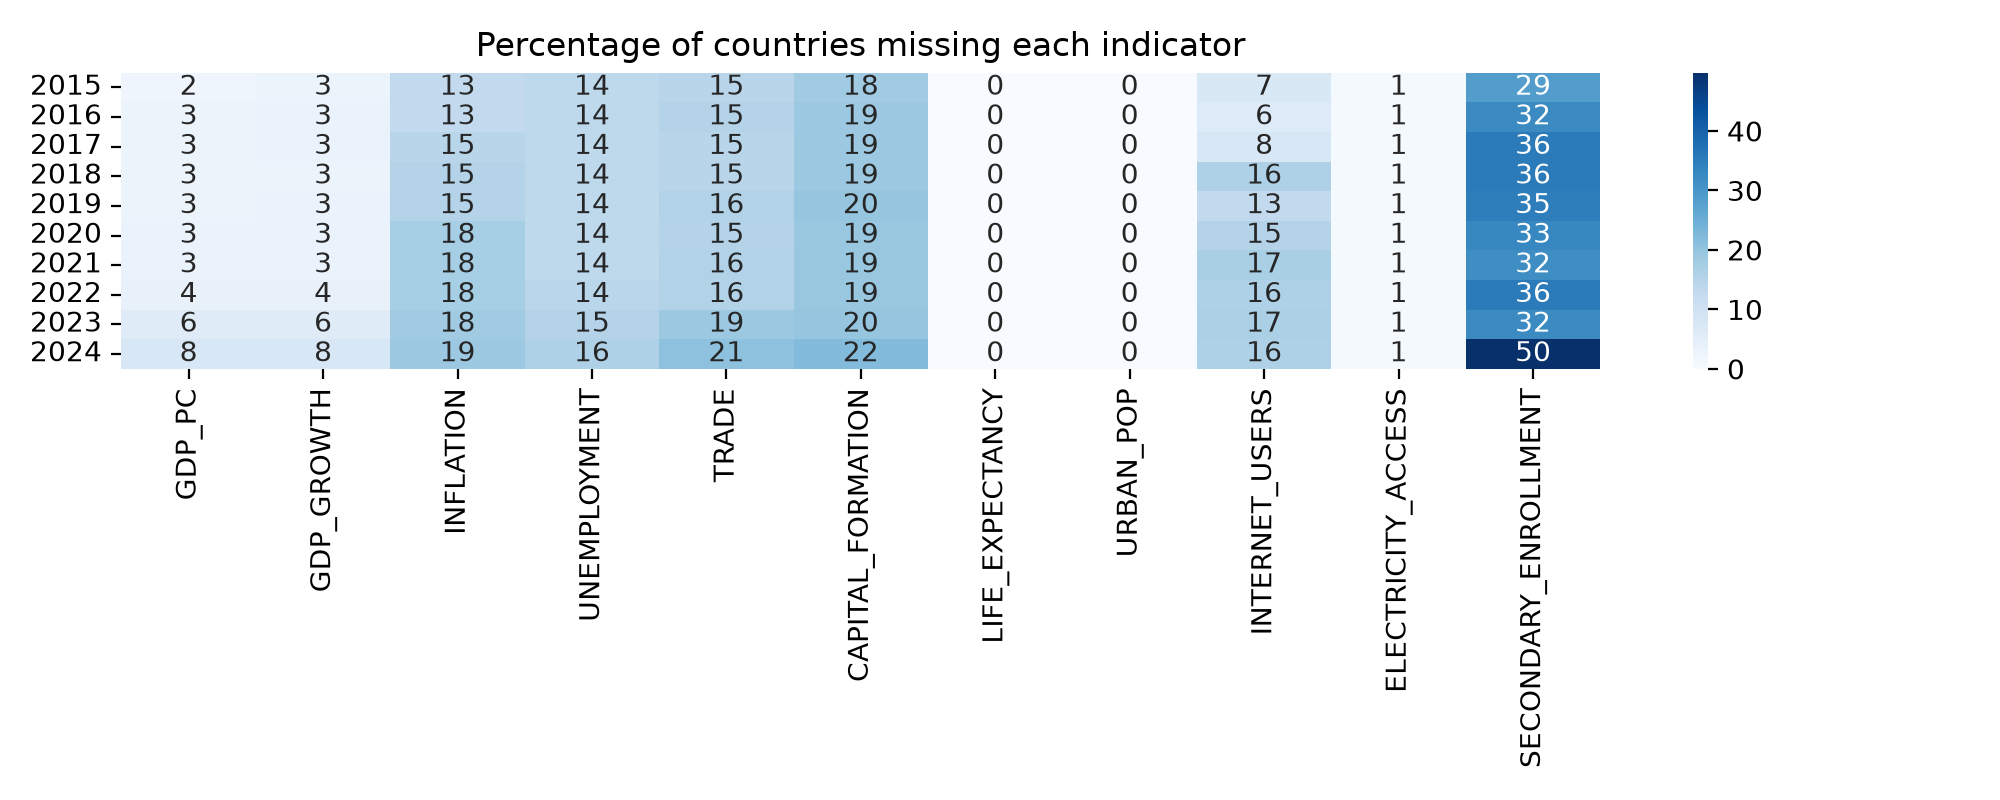 Percentage of countries missing each indicator
2015 2 3 13 14 15 18 0 0 7 1 29
2016 3 3 13 14 15 19 0 0 6 1 32
2017 3 3 15 14 15 19 0 0 8 1 36
2018 3 3 15 14 15 19 0 0 16 1 36
2019 3 3 15 14 16 20 0 0 13 1 35
2020 3 3 18 14 15 19 0 0 15 1 33
2021 3 3 18 14 16 19 0 0 17 1 32
2022 4 4 18 14 16 19 0 0 16 1 36
2023 6 6 18 15 19 20 0 0 17 1 32
2024 8 8 19 16 21 22 0 0 16 1 50
GDP_PC
GDP_GROWTH
INFLATION
UNEMPLOYMENT
TRADE
CAPITAL_FORMATION
LIFE_EXPECTANCY
URBAN_POP
INTERNET_USERS
ELECTRICITY_ACCESS
SECONDARY_ENROLLMENT
40
30
20
10
0